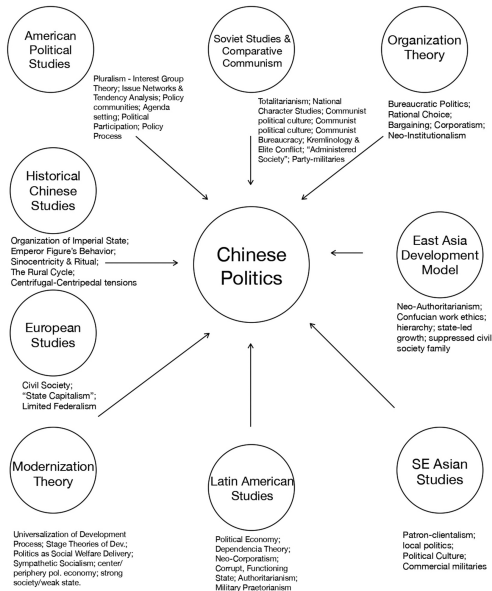 American
Political
Studies
Pluralism - Interest Group
Theory; Issue Networks &
Tendency Analysis; Policy
communities; Agenda
setting; Political
Participation; Policy
Process
Soviet Studies &
Comparative
Communism
Totalitarianism; National
Character Studies; Communist
political culture; Communist
political culture; Communist
Bureaucracy; Kremlinology &
Elite Conflict; "Administered
Society"; Party-militaries
Organization
Theory
Bureaucratic Politics;
Rational Choice;
Bargaining; Corporatism;
Neo-Institutionalism
Historical
Chinese
Studies
Organization of Imperial State;
Emperor Figure's Behavior;
Sinocentricity & Ritual;
The Rural Cycle;
Centrifugal-Centripedal tensions
Chinese
Politics
East Asia
Development
Model
Neo-Authoritarianism;
Confucian work ethics;
hierarchy; state-led
growth; suppressed civil
society family
European
Studies
Civil Society;
"State Capitalism";
Limited Federalism
Modernization
Theory
Universalization of Development
Process; Stage Theories of Dev.;
Politics as Social Welfare Delivery;
Sympathetic Socialism; center/
periphery pol. economy; strong
society/weak state.
Latin American
Studies
Political Economy;
Dependencia Theory;
Neo-Corporatism;
Corrupt, Functioning
State; Authoritarianism;
Military Praetorianism
SE Asian
Studies
Patron-clientalism;
local politics;
Political Culture;
Commercial militaries